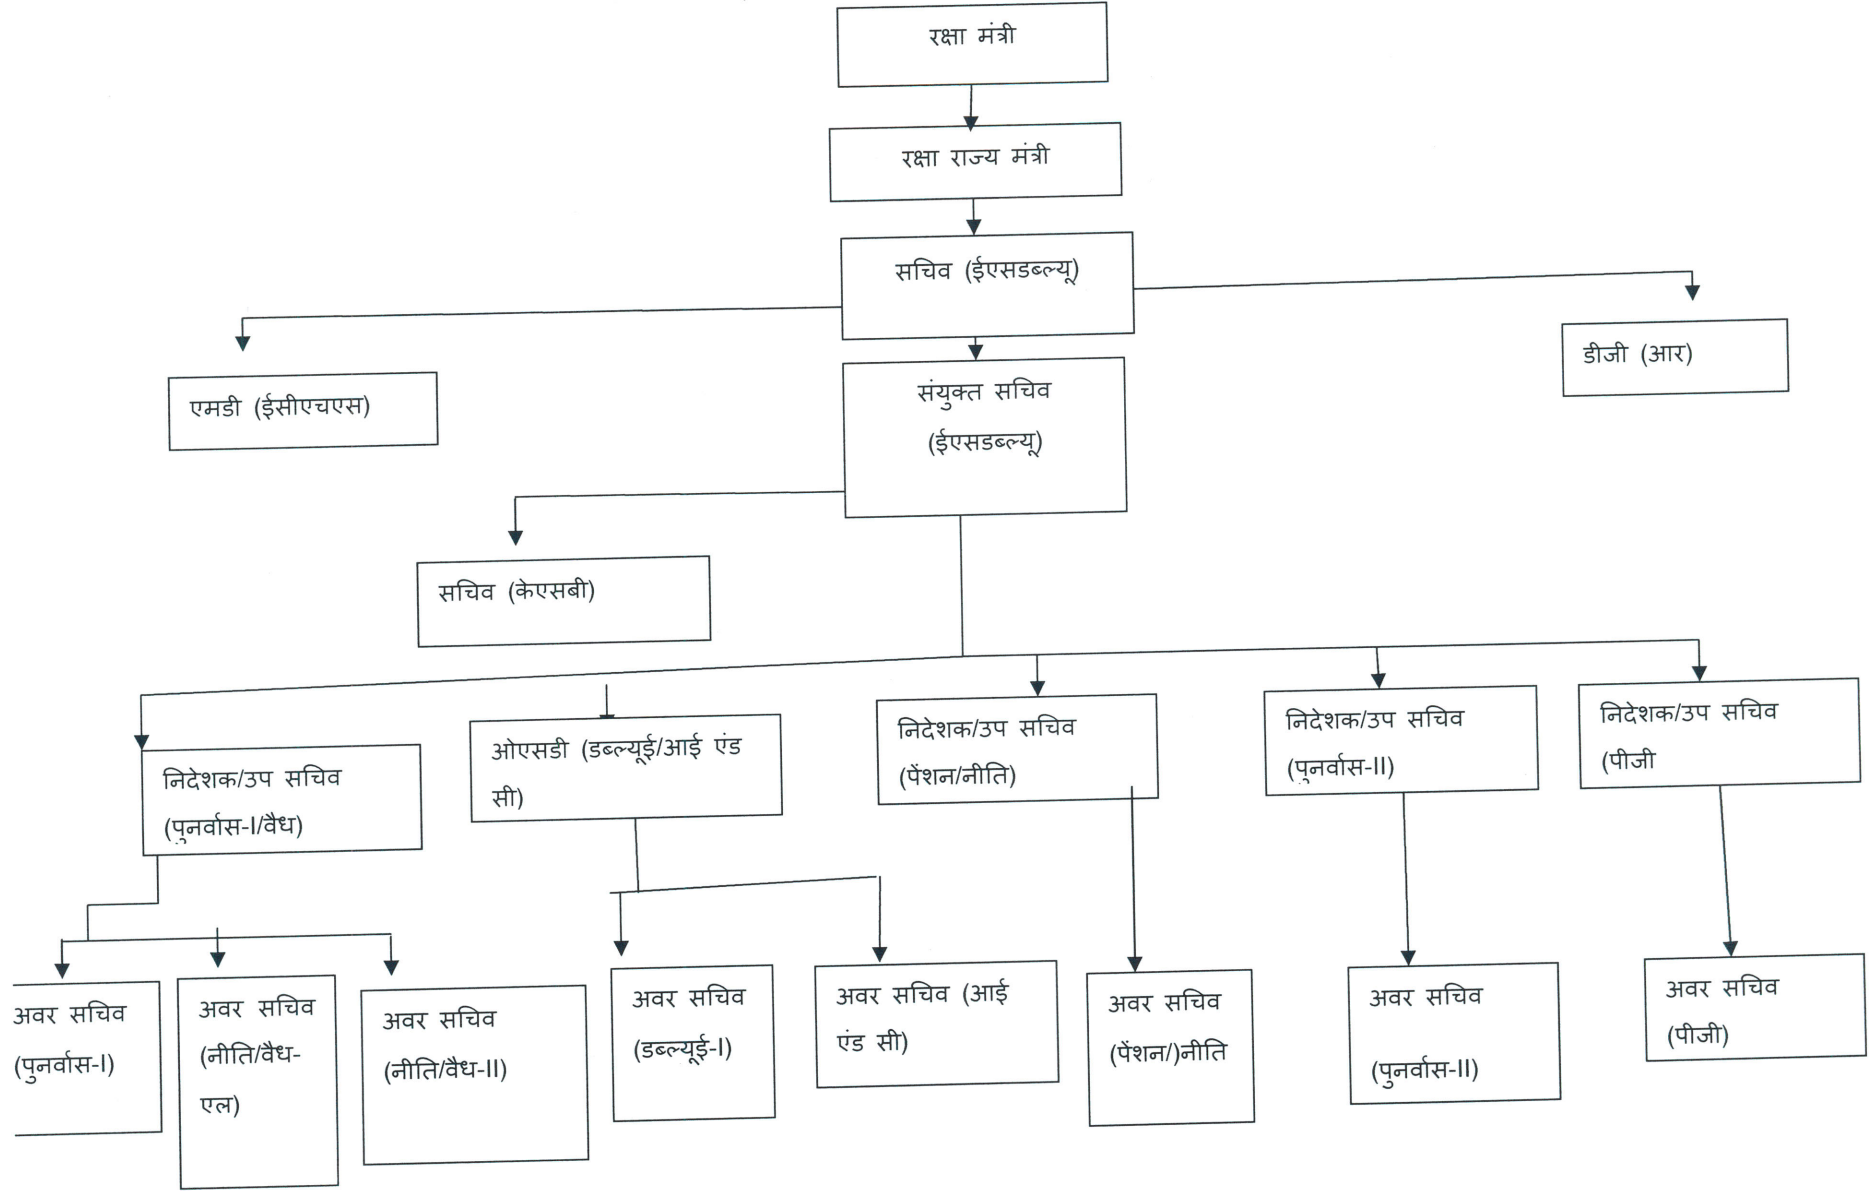 रक्षा मंत्री
रक्षा राज्य मंत्री
सचिव (ईएसडब्ल्यू)
डीजी (आर)
एमडी (ईसीएचएस)
संयुक्त सचिव
(ईएसडब्ल्यू)
सचिव (केएसबी)
निदेशक/उप सचिव
(पुनर्वास-I/वैध)
ओएसडी (डब्ल्यूई/आई एंड
सी)
निदेशक/उप सचिव
(पेंशन/नीति)
निदेशक/उप सचिव
(पुनर्वास-II)
निदेशक/उप सचिव
(पीजी
अवर सचिव
(पुनर्वास-I)
अवर सचिव
(नीति/वैध-
एल)
अवर सचिव
(नीति/वैध-II)
अवर सचिव
(डब्ल्यूई-I)
अवर सचिव (आई
एंड सी)
अवर सचिव
(पेंशन/)नीति
अवर सचिव
(पुनर्वास-II)
अवर सचिव
(पीजी)